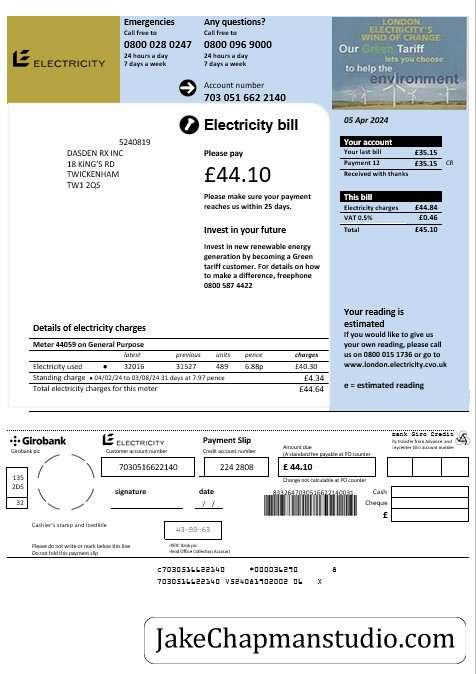 Emergencies
Call free to
0800 028 0247
24 hours a day
7 days a week
Any questions?
Call free to
0800 096 9000
24 hours a day
7 days a week
ELECTRICITY
Account number
703 051 662 2140
LONDON
ELECTRICITY'S
WIND OF CHANGE
Our Green Tariff
lets you choose
to help the
environment
Electricity bill
5240819
DASDEN RX INC
18 KING'S RD
TWICKENHAM
TW1 2QS
Please pay
£44.10
Please make sure your payment
reaches us within 25 days.
Invest in your future
Invest in new renewable energy
generation by becoming a Green
tariff customer. For details on how
to make a difference, freephone
0800 587 4422
05 Apr 2024
Your account
Your last bill £35.15
Payment 12 £35.15 CR
Received with thanks
This bill
Electricity charges £44.84
VAT 0.5% £0.46
Total £45.10
Your reading is
estimated
If you would like to give us
your own reading, please call
us on 0800 015 1736 or go to
www.london.electricity.cvo.uk
e = estimated reading
Details of electricity charges
Meter 44059 on General Purpose
latest previous units pence charges
Electricity used • 32016 31527 489 6.88p £40.30
Standing charge • 04/02/24 to 03/08/24 31 days at 7.97 pence £4.34
Total electricity charges for this meter £44.64
Girobank
Girobank plc
ELECTRICITY
Payment Slip
Customer account number
7030516622140
Credit account number
224 2808
Amount due
(A standard fee payable at PO counter
£ 44.10
Change not calculable at PO counter
bank Giro Credit
By transfer from Advance and
Leycester Giro account number
135
2DS
32
signature
date
/ /
8332647030516622140031
Cash
Cheque
£
Cashier's stamp and Inedible
43-80-63
HSBC Bank plc
Head Office Collection Account
Please do not write or mark below this line
Do not fold this payment slip
c7030516622140 *000036290 8
7030516622140 V524081902002 06 X
JakeChapmanstudio.com